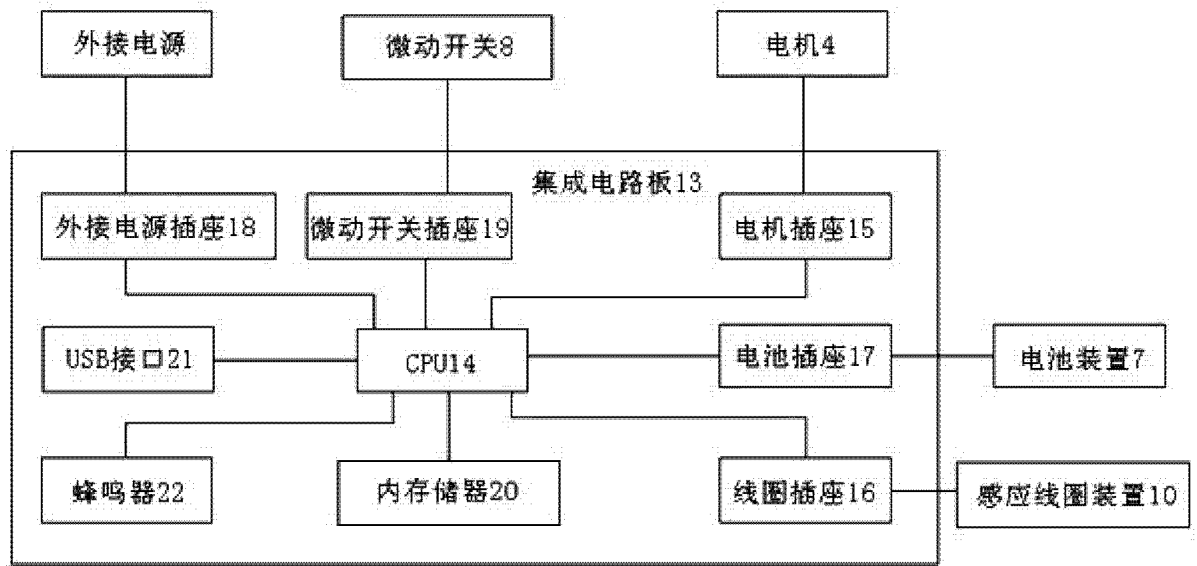 外接电源
微动开关8
电机4
集成电路板13
外接电源插座18
微动开关插座19
电机插座15
USB接口21
CPU14
电池插座17
电池装置7
蜂鸣器22
内存储器20
线圈插座16
感应线圈装置10